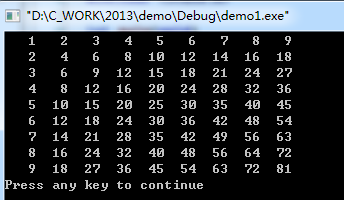 "D:\C_WORK\2013\demo\Debug\demo1.exe"
1 2 3 4 5 6 7 8 9
2 4 6 8 10 12 14 16 18
3 6 9 12 15 18 21 24 27
4 8 12 16 20 24 28 32 36
5 10 15 20 25 30 35 40 45
6 12 18 24 30 36 42 48 54
7 14 21 28 35 42 49 56 63
8 16 24 32 40 48 56 64 72
9 18 27 36 45 54 63 72 81
Press any key to continue